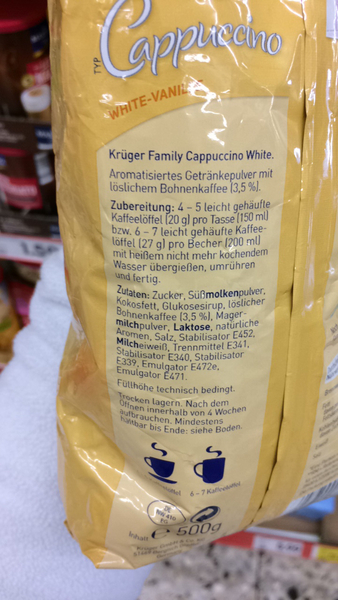 TYP
Cappuccino
WHITE-VANILLE
Krüger Family Cappuccino White.
Aromatisiertes Getränkepulver mit
löslichem Bohnenkaffee (3,5 %).
Zubereitung: 4 – 5 leicht gehäufte
Kaffeelöffel (20 g) pro Tasse (150 ml)
bzw. 6 – 7 leicht gehäufte Kaffee-
löffel (27 g) pro Becher (200 ml)
mit heißem nicht mehr kochendem
Wasser übergießen, umrühren
und fertig.
Zutaten: Zucker, Süßmolkenpulver,
Kokosfett, Glukosesirup, löslicher
Bohnenkaffee (3,5 %), Mager-
milchpulver, Laktose, natürliche
Aromen, Salz, Stabilisator E452,
Milcheiweiß, Trennmittel E341,
Stabilisator E340, Stabilisator
E339, Emulgator E472e,
Emulgator E471.
Füllhöhe technisch bedingt.
Trocken lagern. Nach dem
Öffnen innerhalb von 4 Wochen
aufbrauchen. Mindestens
haltbar bis Ende: siehe Boden.
6 – 7 Kaffeelöffel
DE
EG
Inhalt e 500g